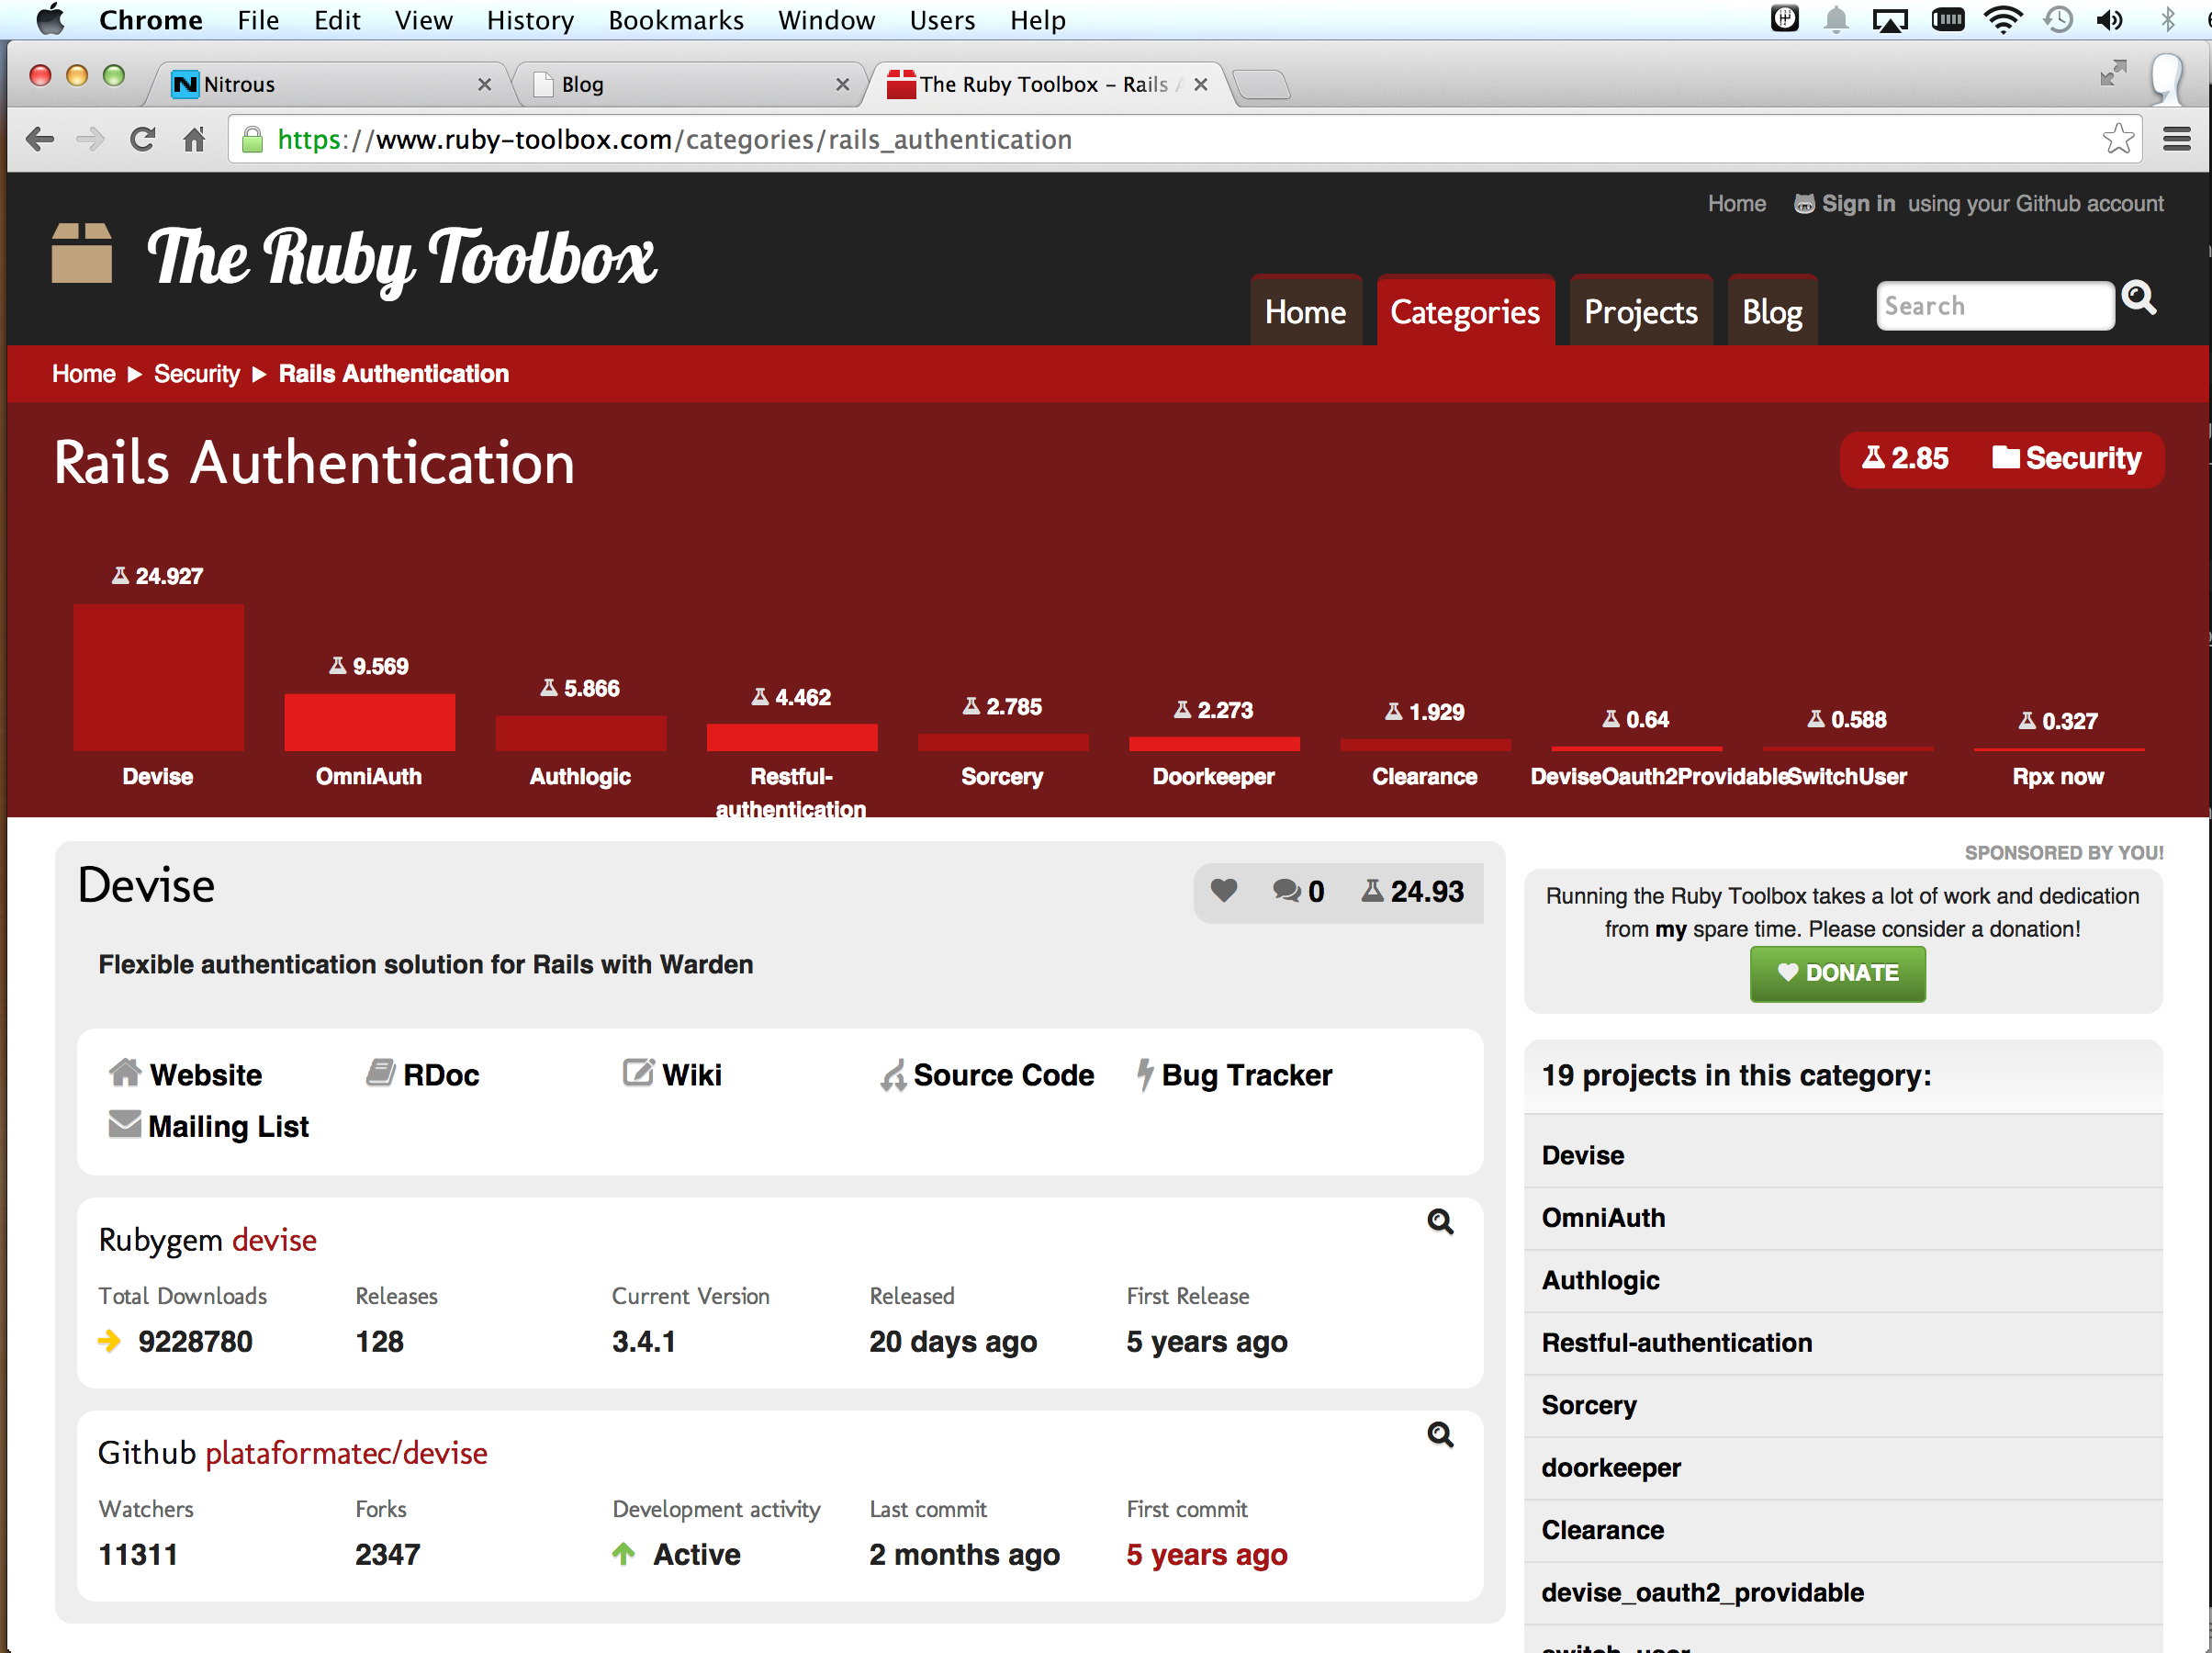 Chrome File Edit View History Bookmarks Window Users Help
Nitrous
Blog
The Ruby Toolbox – Rails
https://www.ruby-toolbox.com/categories/rails_authentication
Home Sign in using your Github account
The Ruby Toolbox
Home Categories Projects Blog
Search
Home ▶ Security ▶ Rails Authentication
Rails Authentication
2.85 Security
24.927
9.569
5.866
4.462
2.785
2.273
1.929
0.64
0.588
0.327
Devise
OmniAuth
Authlogic
Restful-
authentication
Sorcery
Doorkeeper
Clearance
DeviseOauth2Providable
SwitchUser
Rpx now
Devise
0 24.93
Flexible authentication solution for Rails with Warden
Website RDoc Wiki Source Code Bug Tracker
Mailing List
Rubygem devise
Total Downloads Releases Current Version Released First Release
9228780 128 3.4.1 20 days ago 5 years ago
Github plataformatec/devise
Watchers Forks Development activity Last commit First commit
11311 2347 Active 2 months ago 5 years ago
SPONSORED BY YOU!
Running the Ruby Toolbox takes a lot of work and dedication
from my spare time. Please consider a donation!
DONATE
19 projects in this category:
Devise
OmniAuth
Authlogic
Restful-authentication
Sorcery
doorkeeper
Clearance
devise_oauth2_providable
switch_user